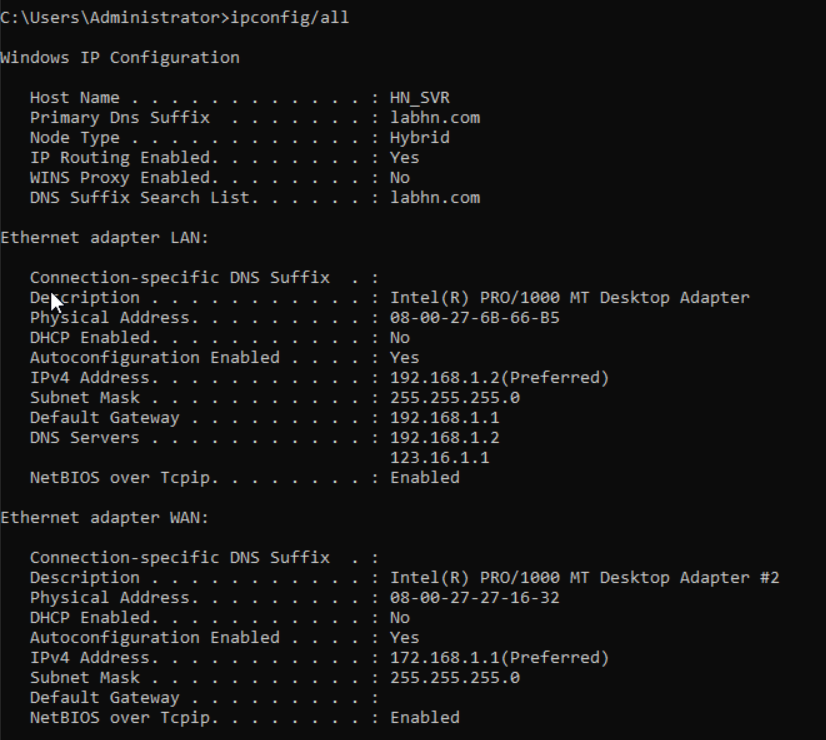 C:\Users\Administrator>ipconfig/all
Windows IP Configuration
Host Name . . . . . . . . . . . . : HN_SVR
Primary Dns Suffix  . . . . . . . : labhn.com
Node Type . . . . . . . . . . . . : Hybrid
IP Routing Enabled. . . . . . . . : Yes
WINS Proxy Enabled. . . . . . . . : No
DNS Suffix Search List. . . . . . : labhn.com
Ethernet adapter LAN:
Connection-specific DNS Suffix  . :
Description . . . . . . . . . . . : Intel(R) PRO/1000 MT Desktop Adapter
Physical Address. . . . . . . . . : 08-00-27-6B-66-B5
DHCP Enabled. . . . . . . . . . . : No
Autoconfiguration Enabled . . . . : Yes
IPv4 Address. . . . . . . . . . . : 192.168.1.2(Preferred)
Subnet Mask . . . . . . . . . . . : 255.255.255.0
Default Gateway . . . . . . . . . : 192.168.1.1
DNS Servers . . . . . . . . . . . : 192.168.1.2
123.16.1.1
NetBIOS over Tcpip. . . . . . . . : Enabled
Ethernet adapter WAN:
Connection-specific DNS Suffix  . :
Description . . . . . . . . . . . : Intel(R) PRO/1000 MT Desktop Adapter #2
Physical Address. . . . . . . . . : 08-00-27-27-16-32
DHCP Enabled. . . . . . . . . . . : No
Autoconfiguration Enabled . . . . : Yes
IPv4 Address. . . . . . . . . . . : 172.168.1.1(Preferred)
Subnet Mask . . . . . . . . . . . : 255.255.255.0
Default Gateway . . . . . . . . . :
NetBIOS over Tcpip. . . . . . . . : Enabled